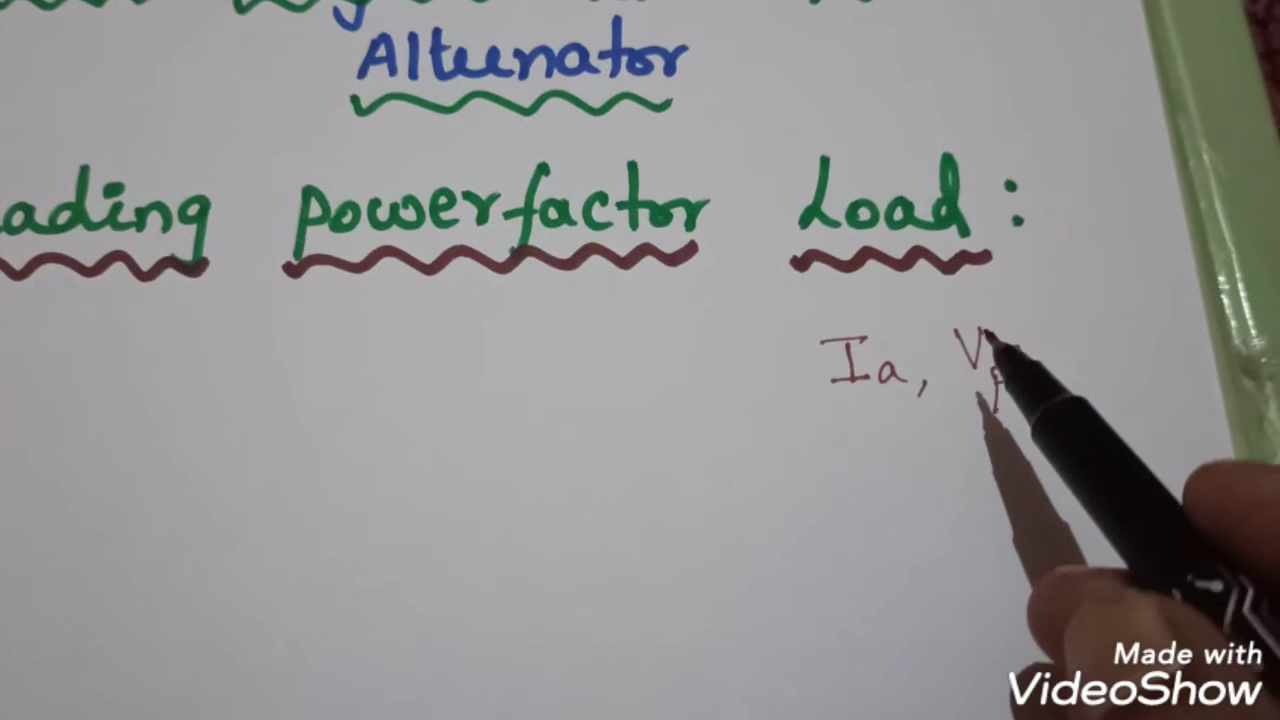 Alternator
ading powerfactor Load:
Ia, V
Made with
VideoShow